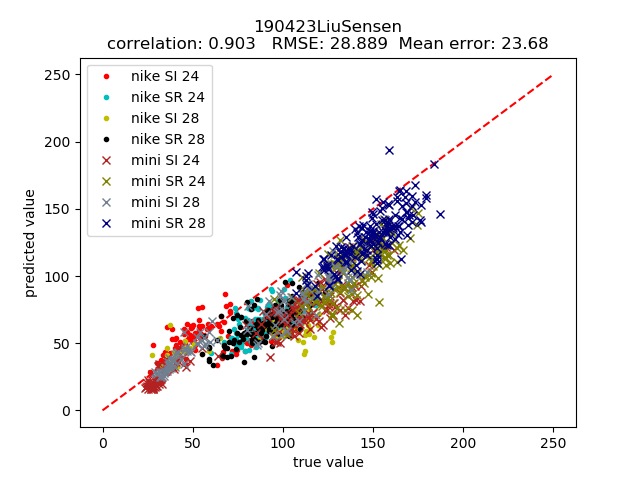 190423LiuSensen
correlation: 0.903   RMSE: 28.889  Mean error: 23.68
250
200
150
100
50
0
predicted value
nike SI 24
nike SR 24
nike SI 28
nike SR 28
mini SI 24
mini SR 24
mini SI 28
mini SR 28
0 50 100 150 200 250
true value